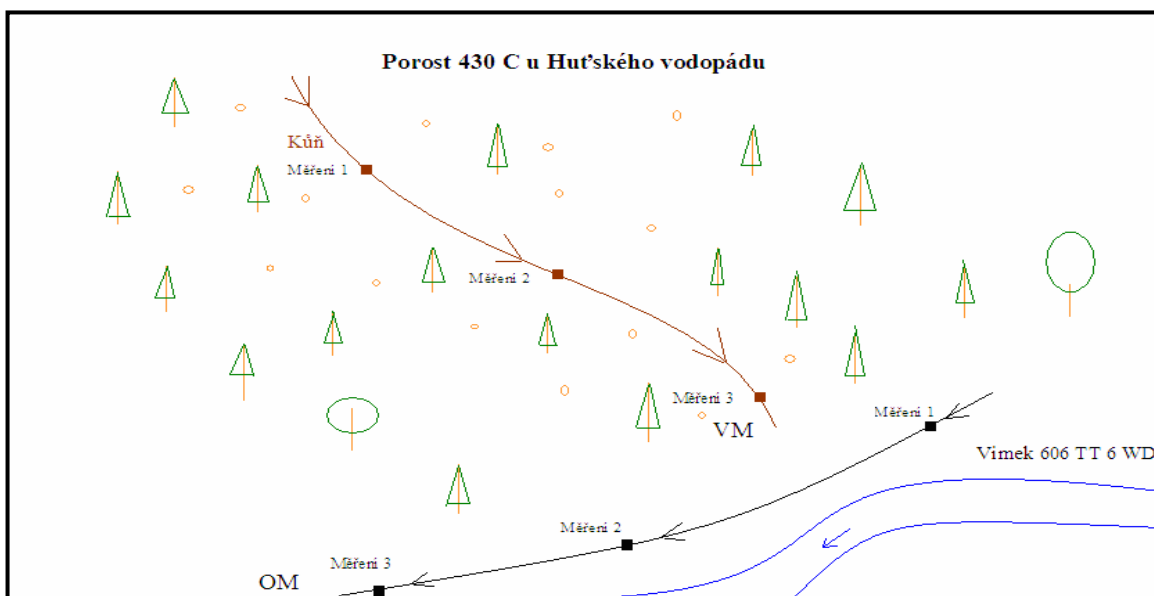 Porost 430 C u Huťského vodopádu
Kůň
Měření 1
Měření 2
Měření 3
VM
Měření 1
Vimek 606 TT 6 WD
Měření 2
Měření 3
OM